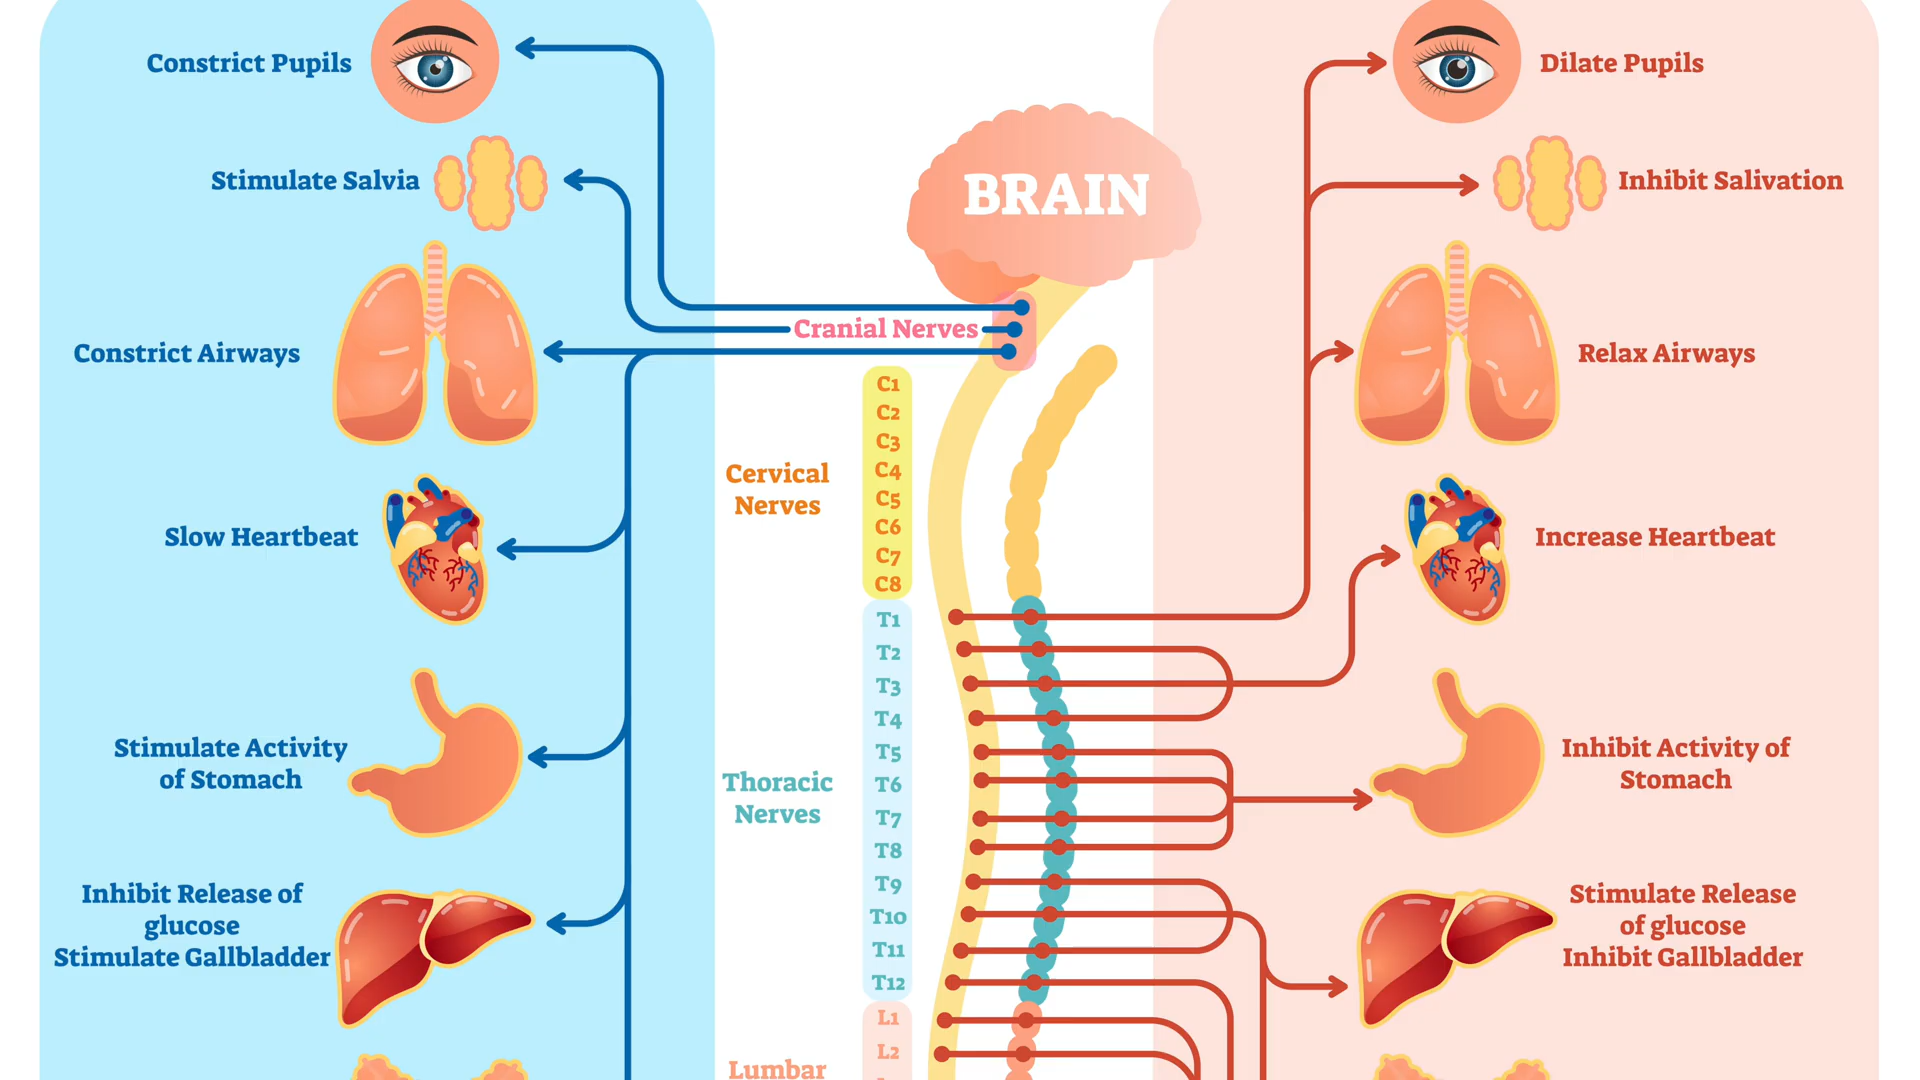 Constrict Pupils
Stimulate Salvia
Constrict Airways
Slow Heartbeat
Stimulate Activity
of Stomach
Inhibit Release of
glucose
Stimulate Gallbladder
BRAIN
Cranial Nerves
Cervical
Nerves
C1
C2
C3
C4
C5
C6
C7
C8
Thoracic
Nerves
T1
T2
T3
T4
T5
T6
T7
T8
T9
T10
T11
T12
Lumbar
L1
L2
Dilate Pupils
Inhibit Salivation
Relax Airways
Increase Heartbeat
Inhibit Activity of
Stomach
Stimulate Release
of glucose
Inhibit Gallbladder